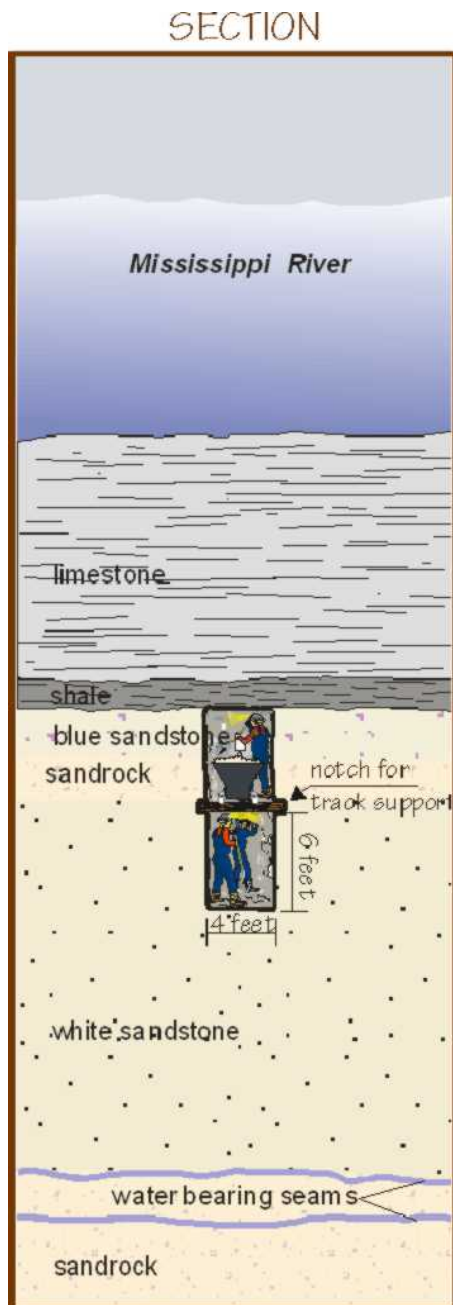 SECTION
Mississippi River
limestone
shale
blue sandstone
sandrock
notch for
track support
6 feet
4 feet
white sandstone
water bearing seams
sandrock